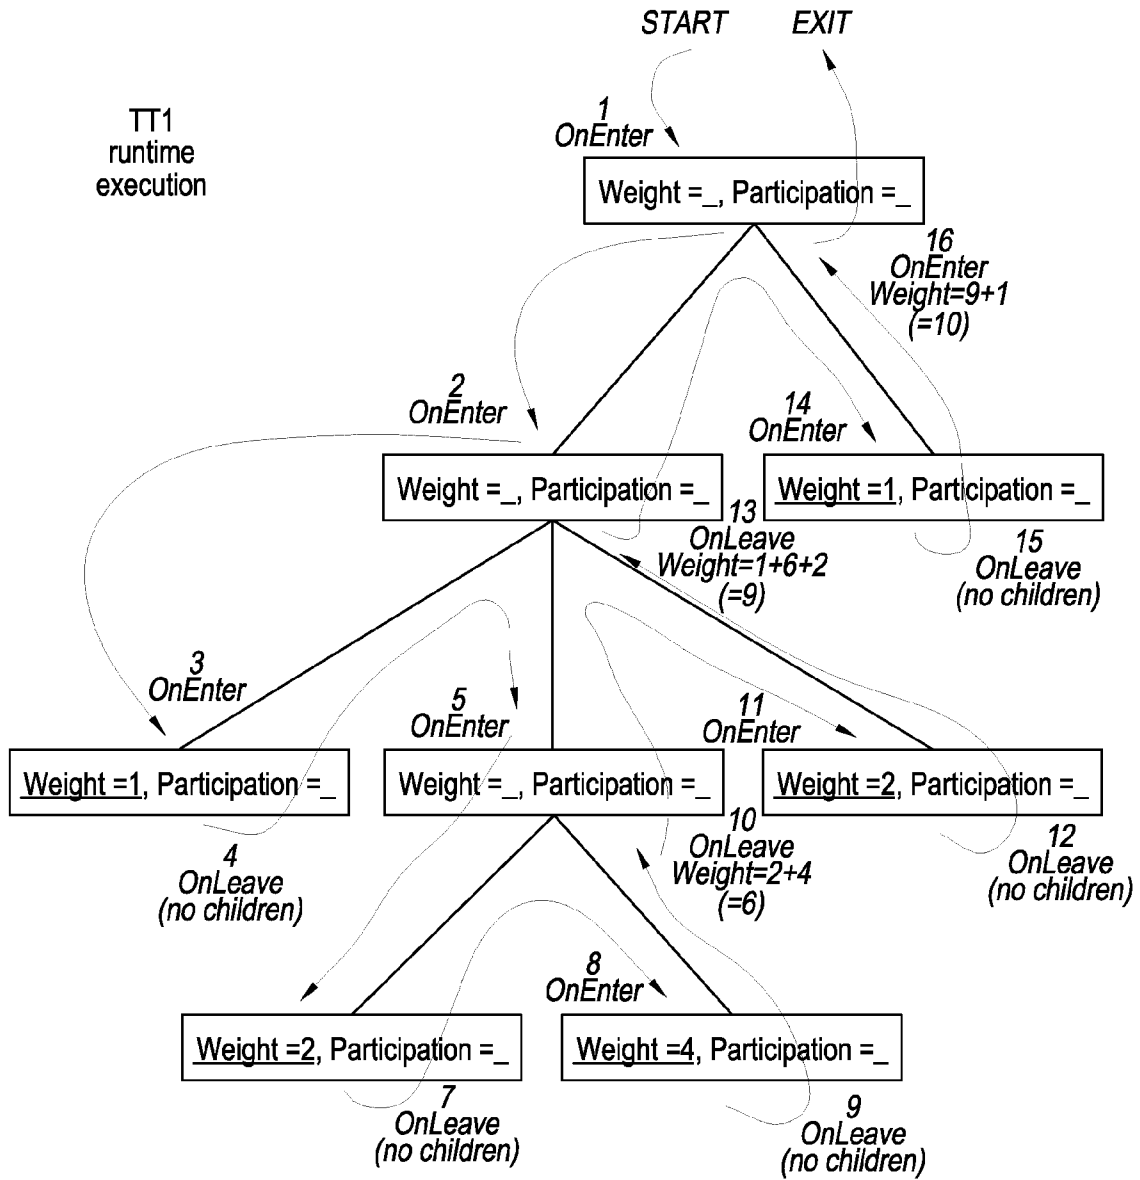 START EXIT
TT1
runtime
execution
1
OnEnter
Weight =_, Participation =_
16
OnEnter
Weight=9+1
(=10)
2
OnEnter
14
OnEnter
Weight =_, Participation =_
Weight =1, Participation =_
13
OnLeave
Weight=1+6+2
(=9)
15
OnLeave
(no children)
3
OnEnter
5
OnEnter
11
OnEnter
Weight =1, Participation =_
Weight =_, Participation =_
Weight =2, Participation =_
4
OnLeave
(no children)
10
OnLeave
Weight=2+4
(=6)
12
OnLeave
(no children)
8
OnEnter
Weight =2, Participation =_
Weight =4, Participation =_
7
OnLeave
(no children)
9
OnLeave
(no children)